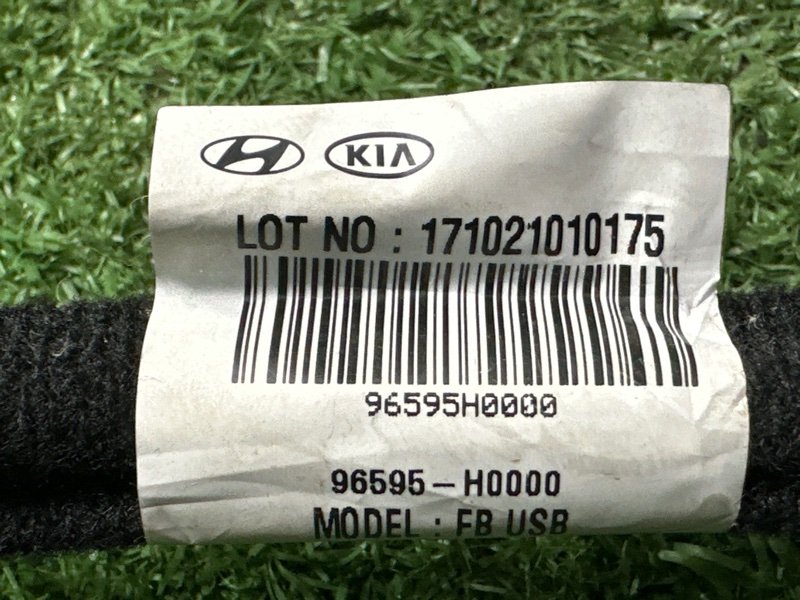 KIA
LOT NO : 171021010175
96595H0000
96595-H0000
MODEL : FB USB